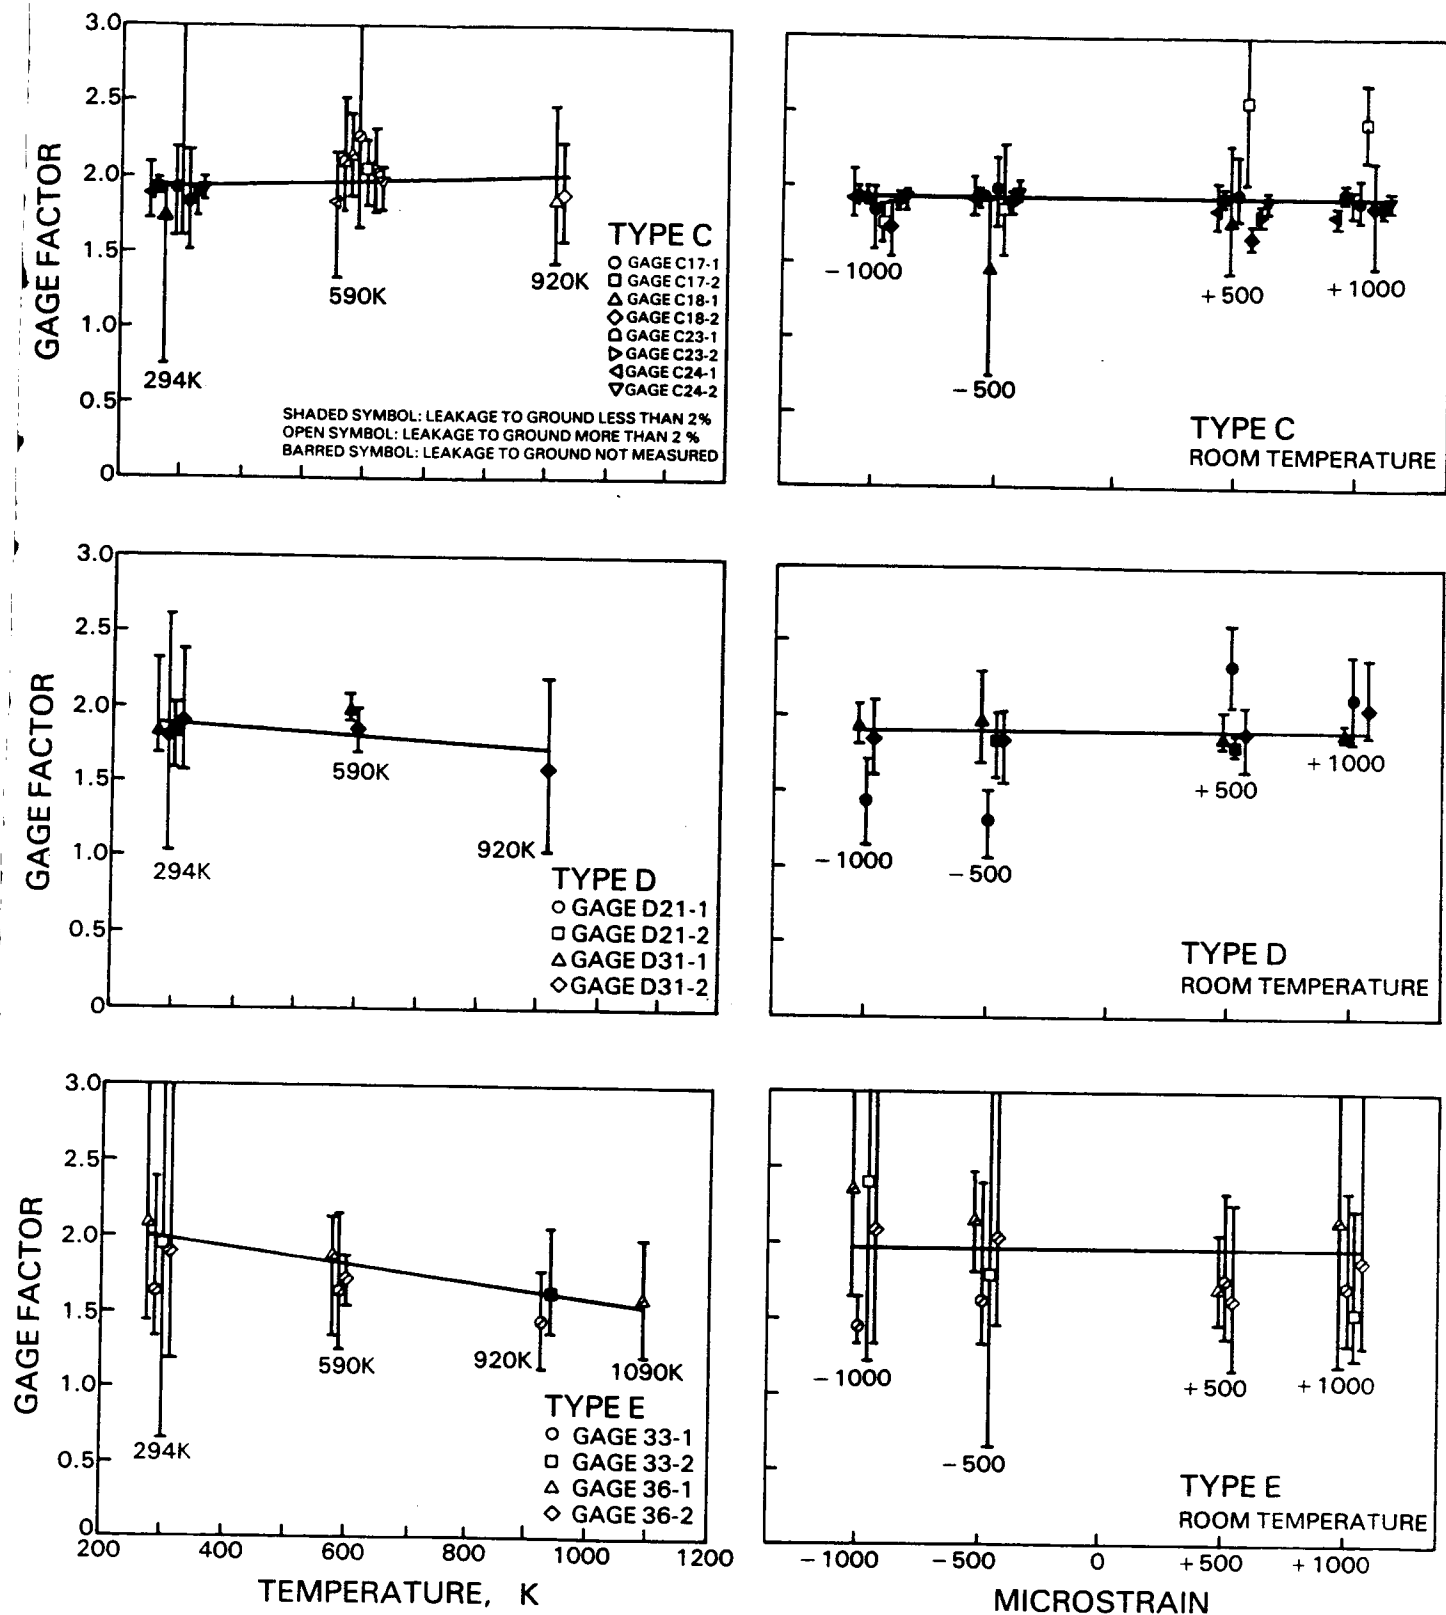 3.0
2.5
2.0
1.5
1.0
0.5
0
GAGE FACTOR
294K
590K
920K
TYPE C
GAGE C17-1
GAGE C17-2
GAGE C18-1
GAGE C18-2
GAGE C23-1
GAGE C23-2
GAGE C24-1
GAGE C24-2
SHADED SYMBOL: LEAKAGE TO GROUND LESS THAN 2%
OPEN SYMBOL: LEAKAGE TO GROUND MORE THAN 2 %
BARRED SYMBOL: LEAKAGE TO GROUND NOT MEASURED
-1000
-500
+500
+1000
TYPE C
ROOM TEMPERATURE
3.0
2.5
2.0
1.5
1.0
0.5
0
GAGE FACTOR
294K
590K
920K
TYPE D
GAGE D21-1
GAGE D21-2
GAGE D31-1
GAGE D31-2
-1000
-500
+500
+1000
TYPE D
ROOM TEMPERATURE
3.0
2.5
2.0
1.5
1.0
0.5
0
GAGE FACTOR
294K
590K
920K
1090K
TYPE E
GAGE 33-1
GAGE 33-2
GAGE 36-1
GAGE 36-2
200 400 600 800 1000 1200
TEMPERATURE, K
-1000
-500
+500
+1000
TYPE E
ROOM TEMPERATURE
-1000 -500 0 +500 +1000
MICROSTRAIN